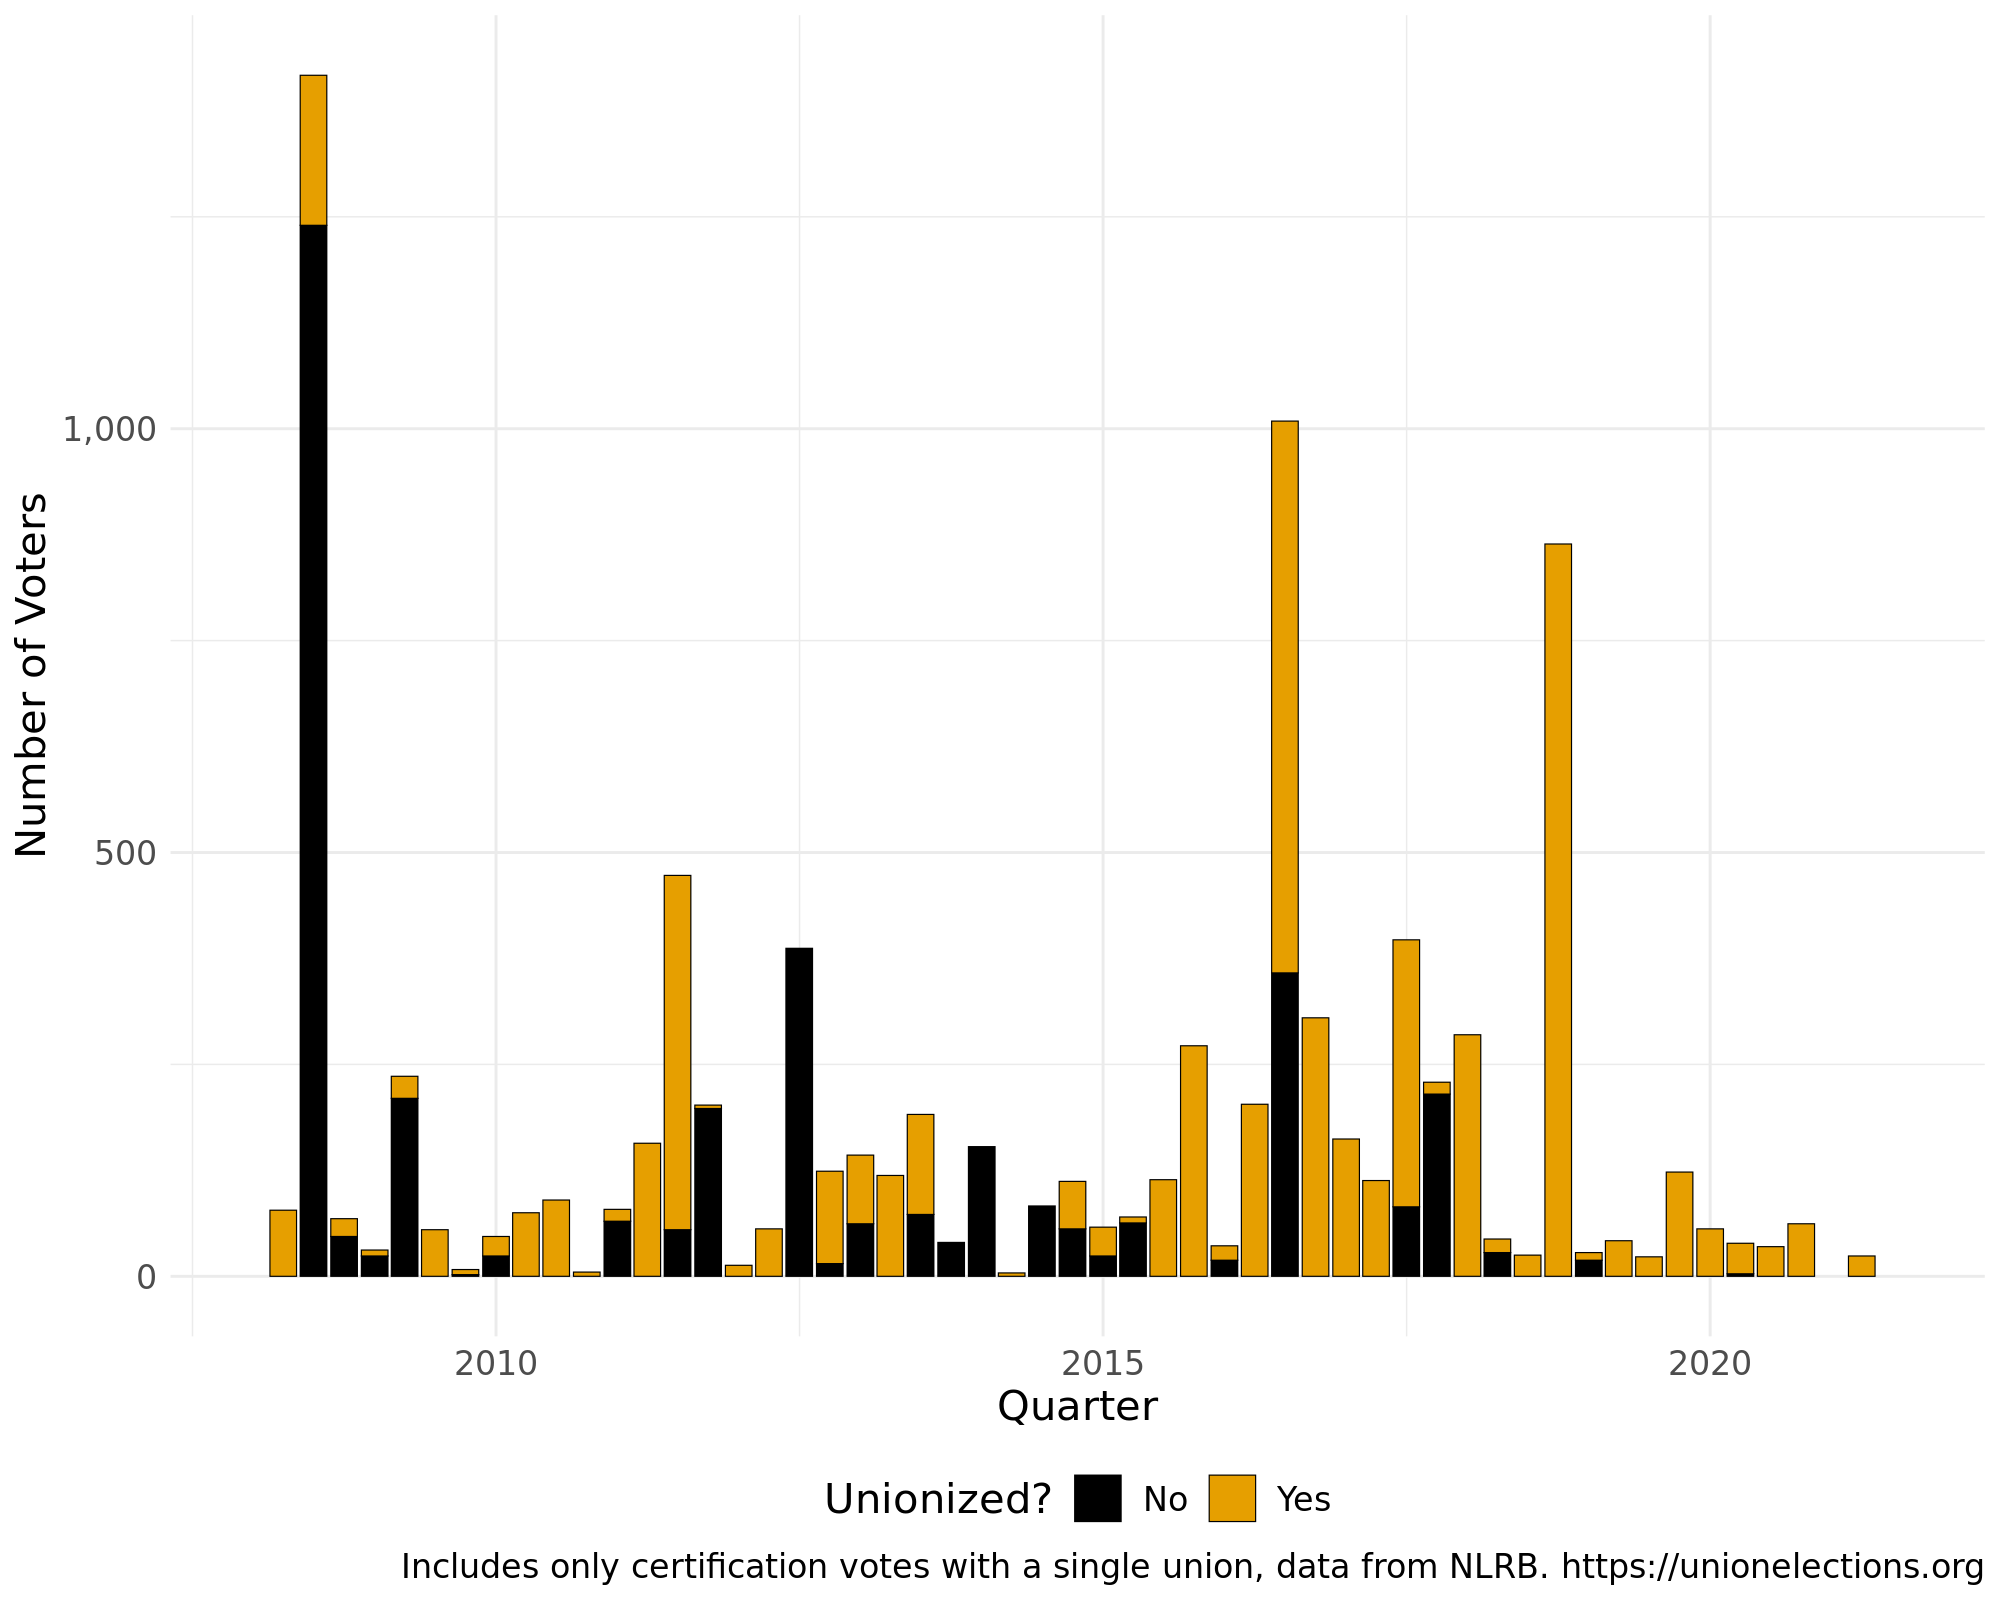 Number of Voters
1,000
500
0
2010 2015 2020
Quarter
Unionized? No Yes
Includes only certification votes with a single union, data from NLRB. https://unionelections.org